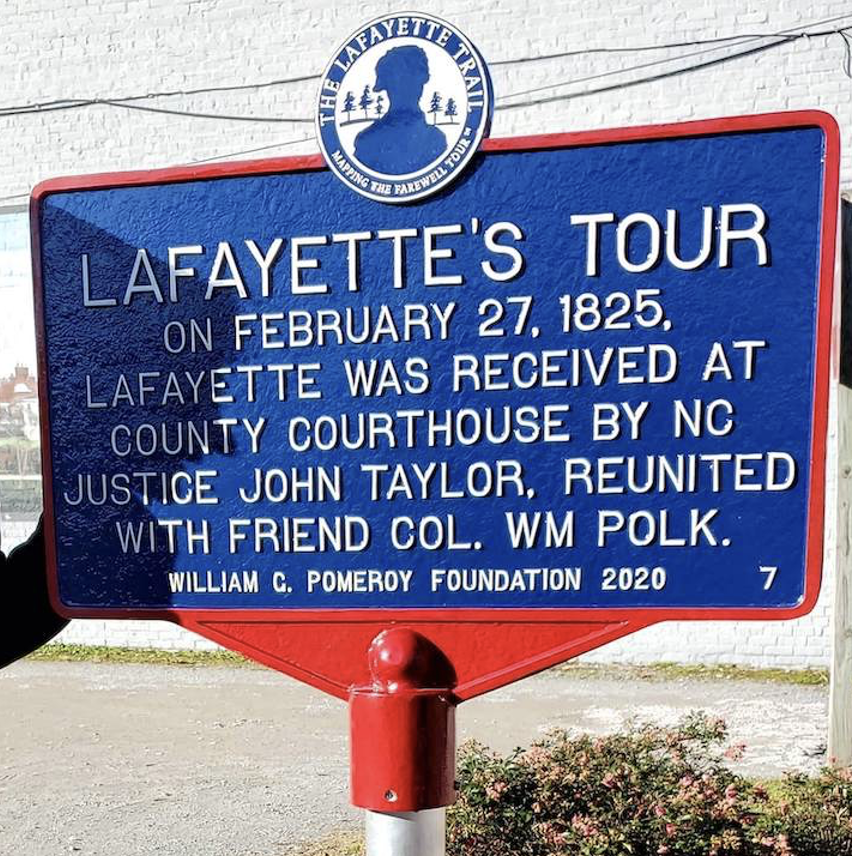 THE LAFAYETTE TRAIL
MAPPING THE FAREWELL TOUR™
LAFAYETTE'S TOUR
ON FEBRUARY 27, 1825,
LAFAYETTE WAS RECEIVED AT
COUNTY COURTHOUSE BY NC
JUSTICE JOHN TAYLOR, REUNITED
WITH FRIEND COL. WM POLK.
WILLIAM G. POMEROY FOUNDATION 2020 7